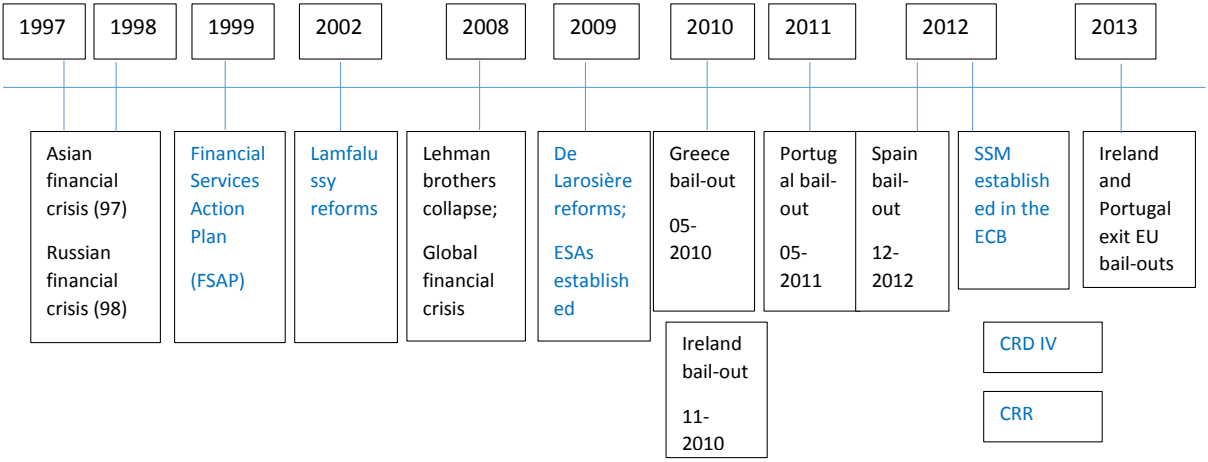 1997
1998
1999
2002
2008
2009
2010
2011
2012
2013
Asian
financial
crisis (97)
Russian
financial
crisis (98)
Financial
Services
Action
Plan
(FSAP)
Lamfalu
ssy
reforms
Lehman
brothers
collapse;
Global
financial
crisis
De
Larosière
reforms;
ESAs
establish
ed
Greece
bail-out
05-
2010
Ireland
bail-out
11-
2010
Portug
al bail-
out
05-
2011
Spain
bail-
out
12-
2012
SSM
establish
ed in the
ECB
CRD IV
CRR
Ireland
and
Portugal
exit EU
bail-outs